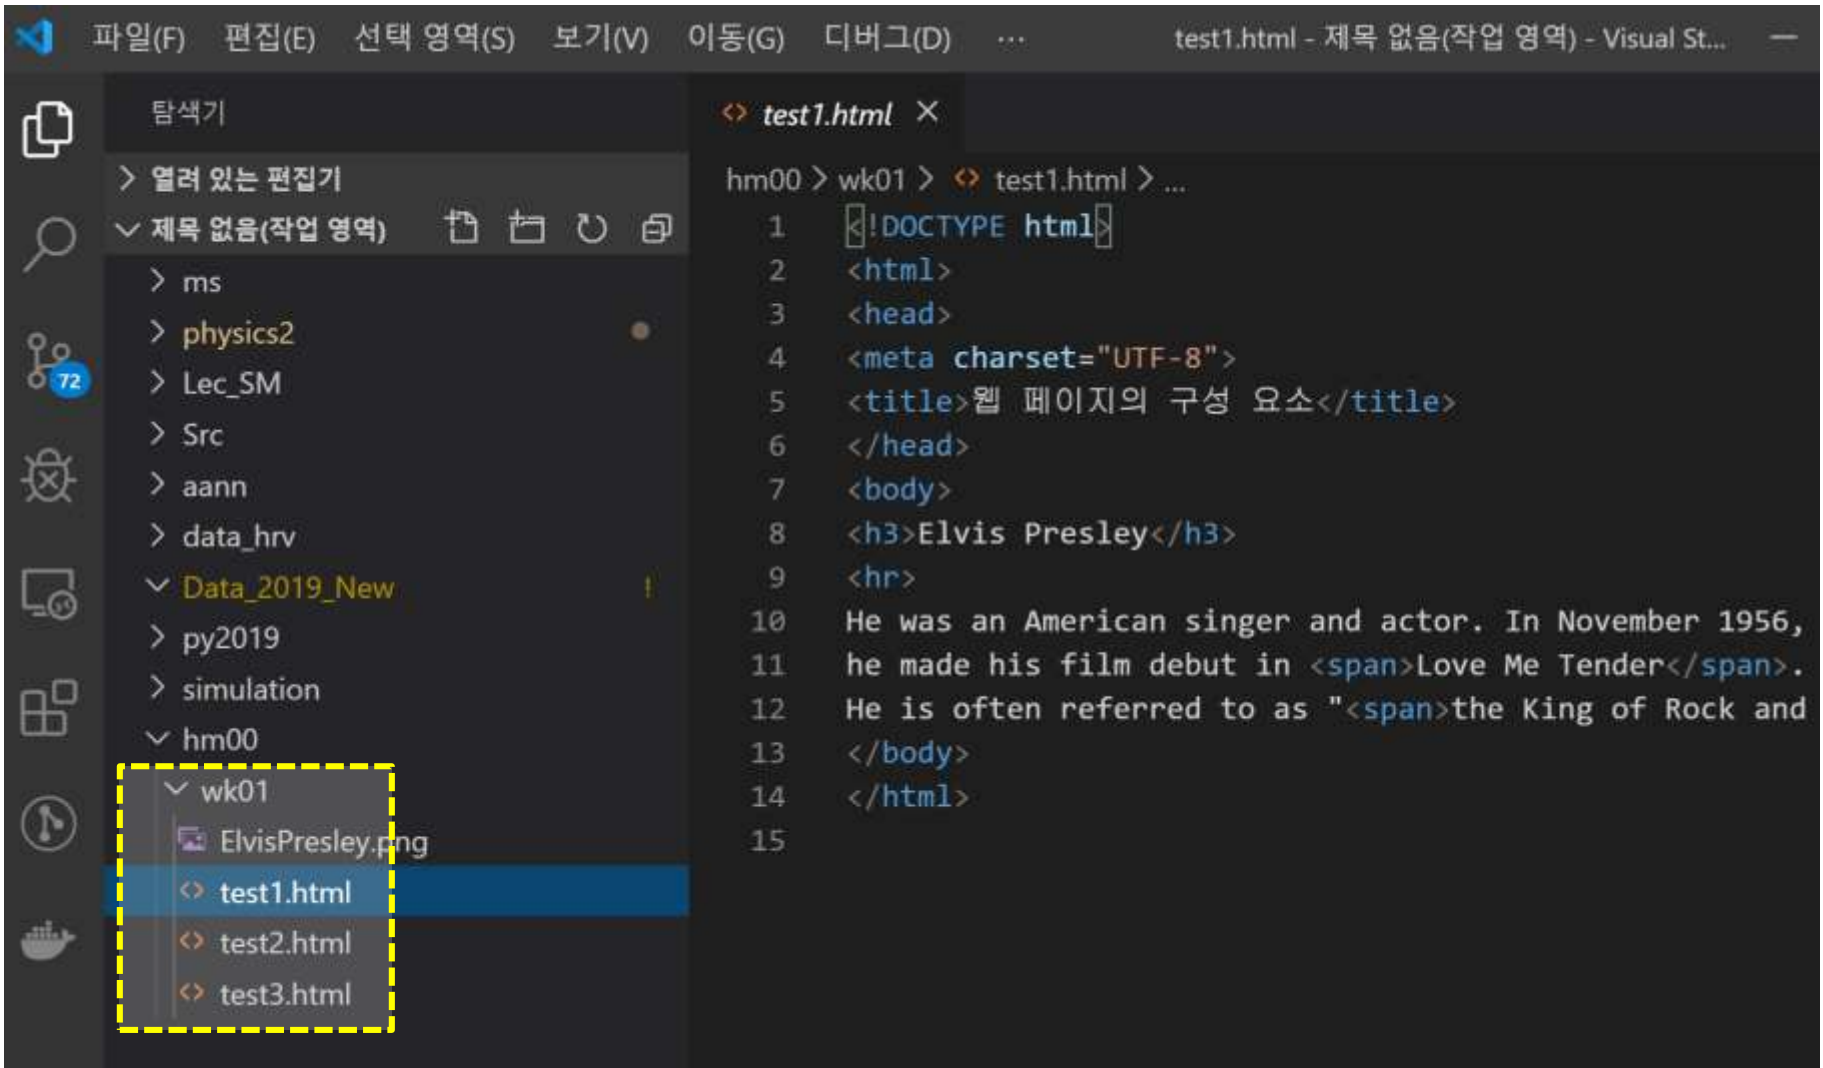 파일(F) 편집(E) 선택 영역(S) 보기(V) 이동(G) 디버그(D) ... test1.html - 제목 없음(작업 영역) - Visual St...
탐색기
열려 있는 편집기
제목 없음(작업 영역)
ms
physics2
72
Lec_SM
Src
aann
data_hrv
Data_2019_New !
py2019
simulation
hm00
wk01
ElvisPresley.png
test1.html
test2.html
test3.html
<> test1.html
hm00 > wk01 > <> test1.html > ...
1 <!DOCTYPE html>
2 <html>
3 <head>
4 <meta charset="UTF-8">
5 <title>웹 페이지의 구성 요소</title>
6 </head>
7 <body>
8 <h3>Elvis Presley</h3>
9 <hr>
10 He was an American singer and actor. In November 1956,
11 he made his film debut in <span>Love Me Tender</span>.
12 He is often referred to as "<span>the King of Rock and
13 </body>
14 </html>
15